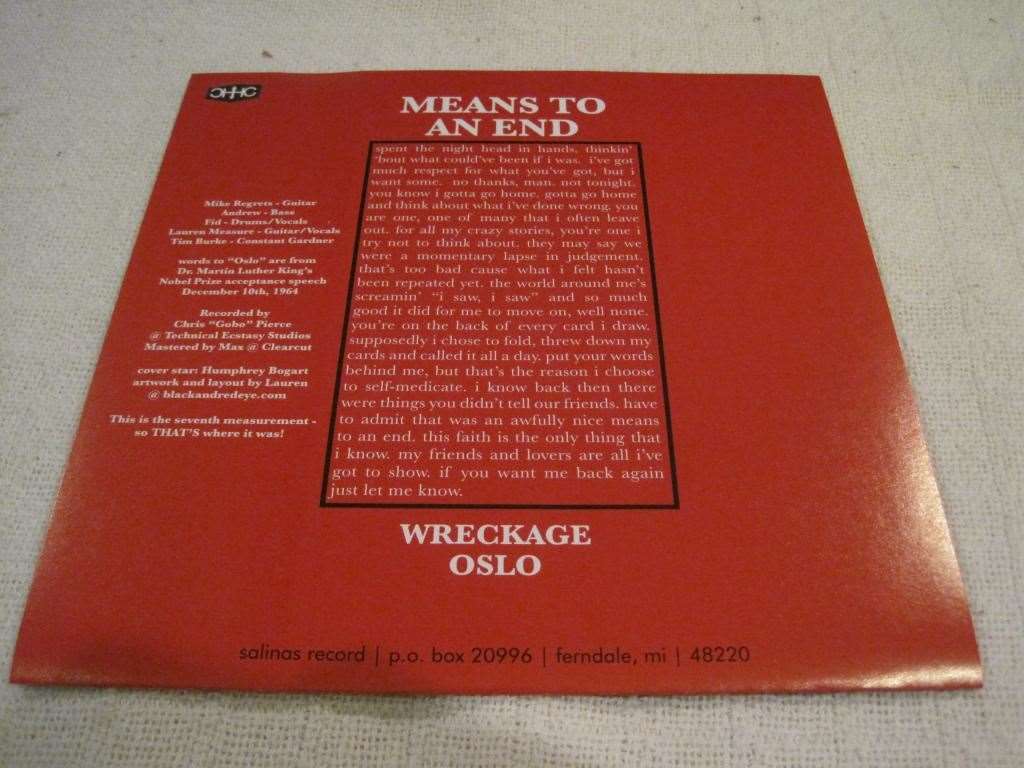 MEANS TO
AN END
spent the night head in hands, thinkin'
'bout what could've been if i was. i've got
much respect for what you've got, but i
want some. no thanks, man. not tonight.
you know i gotta go home. gotta go home
and think about what i've done wrong. you
are one, one of many that i often leave
out. for all my crazy stories, you're one i
try not to think about. they may say we
were a momentary lapse in judgement.
that's too bad cause what i felt hasn't
been repeated yet. the world around me's
screamin' "i saw, i saw" and so much
good it did for me to move on, well none.
you're on the back of every card i draw.
supposedly i chose to fold, threw down my
cards and called it all a day. put your words
behind me, but that's the reason i choose
to self-medicate. i know back then there
were things you didn't tell our friends. have
to admit that was an awfully nice means
to an end. this faith is the only thing that
i know. my friends and lovers are all i've
got to show. if you want me back again
just let me know.
Mike Regrets - Guitar
Andrew - Bass
Fid - Drums/Vocals
Lauren Measure - Guitar/Vocals
Tim Burke - Constant Gardner
words to "Oslo" are from
Dr. Martin Luther King's
Nobel Prize acceptance speech
December 10th, 1964
Recorded by
Chris "Gobo" Pierce
@ Technical Ecstasy Studios
Mastered by Max @ Clearcut
cover star: Humphrey Bogart
artwork and layout by Lauren
@ blackandredeye.com
This is the seventh measurement -
so THAT'S where it was!
WRECKAGE
OSLO
salinas record | p.o. box 20996 | ferndale, mi | 48220